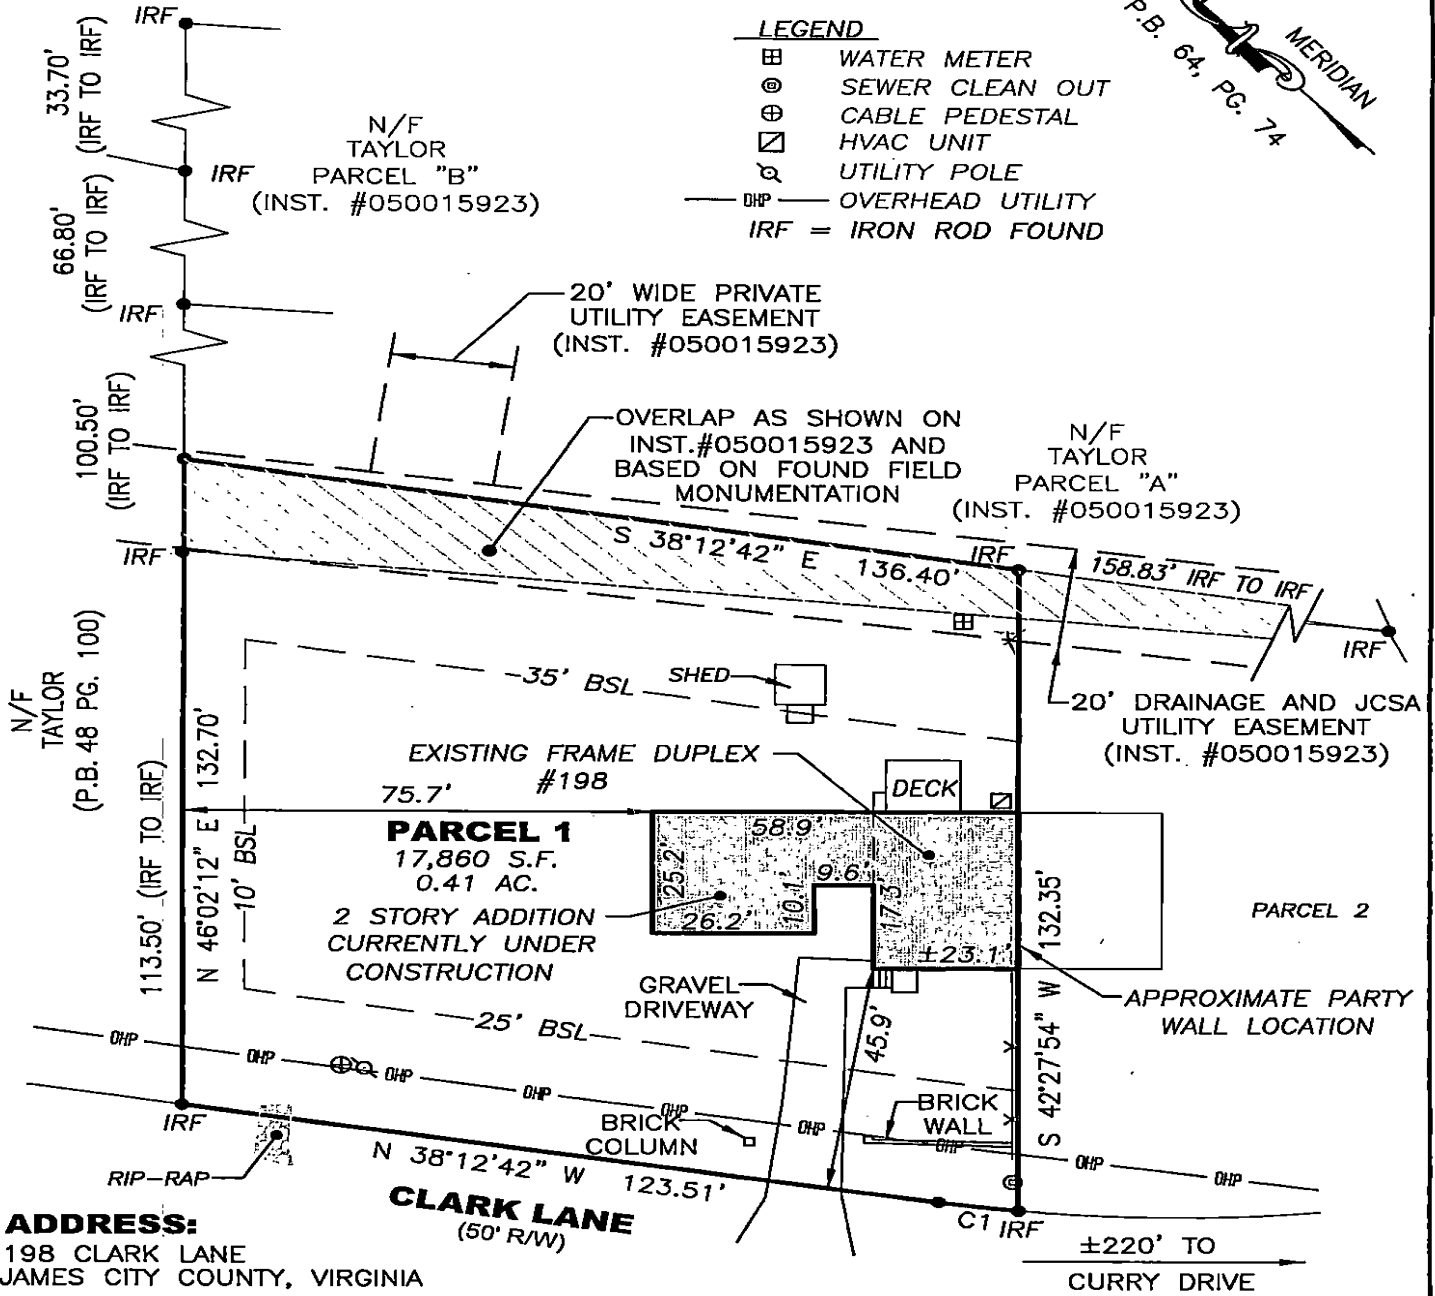 IRF
33.70'
(IRF TO IRF)
LEGEND
WATER METER
SEWER CLEAN OUT
CABLE PEDESTAL
HVAC UNIT
UTILITY POLE
OHP OVERHEAD UTILITY
IRF = IRON ROD FOUND
MERIDIAN
P.B. 64, PG. 74
N/F
TAYLOR
PARCEL "B"
(INST. #050015923)
IRF
66.80'
(IRF TO IRF)
IRF
20' WIDE PRIVATE
UTILITY EASEMENT
(INST. #050015923)
100.50'
(IRF TO IRF)
OVERLAP AS SHOWN ON
INST.#050015923 AND
BASED ON FOUND FIELD
MONUMENTATION
N/F
TAYLOR
PARCEL "A"
(INST. #050015923)
S 38°12'42" E 136.40'
IRF
IRF
158.83' IRF TO IRF
IRF
N/F
TAYLOR
(P.B. 48 PG. 100)
113.50' (IRF TO IRF)
N 46°02'12" E 132.70'
10' BSL
35' BSL
SHED
20' DRAINAGE AND JCSA
UTILITY EASEMENT
(INST. #050015923)
EXISTING FRAME DUPLEX
#198
DECK
75.7'
PARCEL 1
17,860 S.F.
0.41 AC.
58.9'
25.2'
26.2'
10.1'
9.6'
17.3'
±23.1'
2 STORY ADDITION
CURRENTLY UNDER
CONSTRUCTION
PARCEL 2
S 42°27'54" W 132.35'
GRAVEL
DRIVEWAY
APPROXIMATE PARTY
WALL LOCATION
25' BSL
45.9'
OHP
OHP
OHP
OHP
OHP
OHP
OHP
OHP
OHP
BRICK
COLUMN
BRICK
WALL
IRF
RIP-RAP
N 38°12'42" W 123.51'
CLARK LANE
(50' R/W)
C1 IRF
±220' TO
CURRY DRIVE
ADDRESS:
198 CLARK LANE
JAMES CITY COUNTY, VIRGINIA